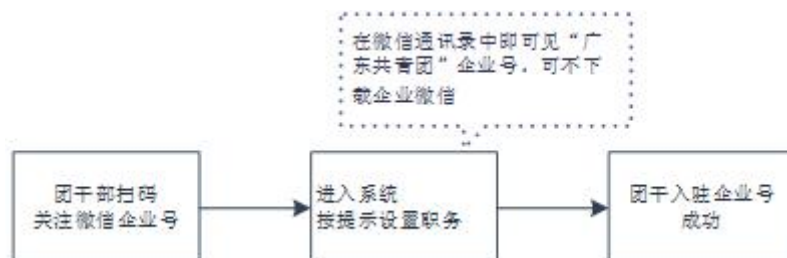 在微信通讯录中即可见“广
东共青团”企业号，可不下
载企业微信
团干部扫码
关注微信企业号
进入系统
按提示设置职务
团干入驻企业号
成功